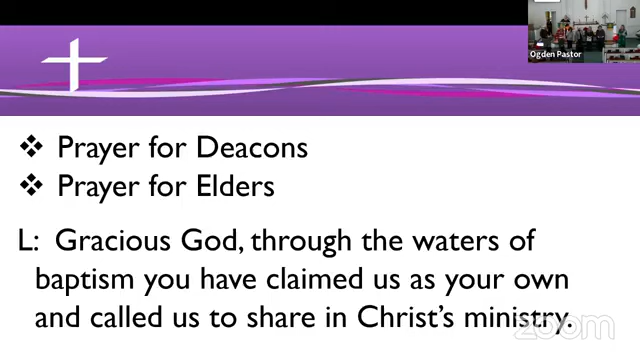 Ogden Pastor
❖ Prayer for Deacons
❖ Prayer for Elders
L: Gracious God, through the waters of
baptism you have claimed us as your own
and called us to share in Christ's ministry.
zoom